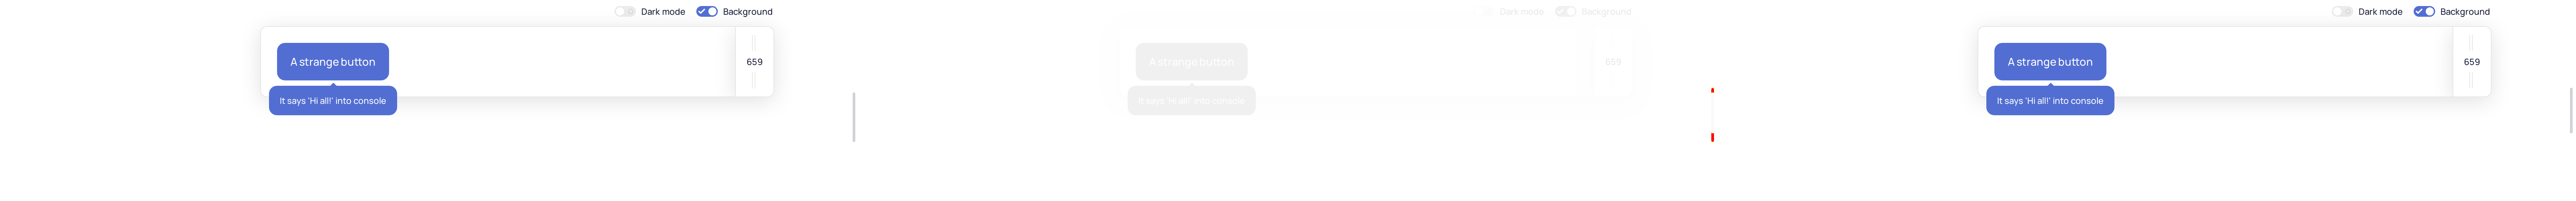 Dark mode Background
A strange button
659
It says 'Hi all!' into console
Dark mode Background
A strange button
659
It says 'Hi all!' into console
Dark mode Background
A strange button
659
It says 'Hi all!' into console